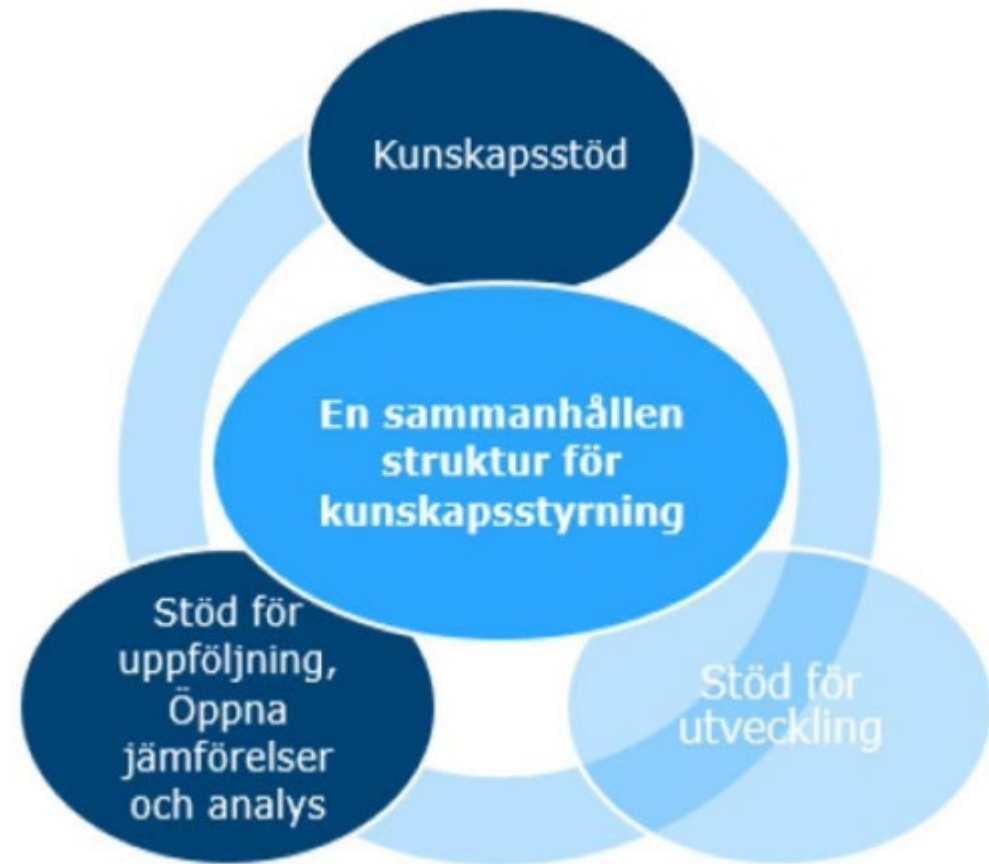 Kunskapsstöd
En sammanhållen
struktur för
kunskapsstyrning
Stöd för
uppföljning,
Öppna
jämförelser
och analys
Stöd för
utveckling